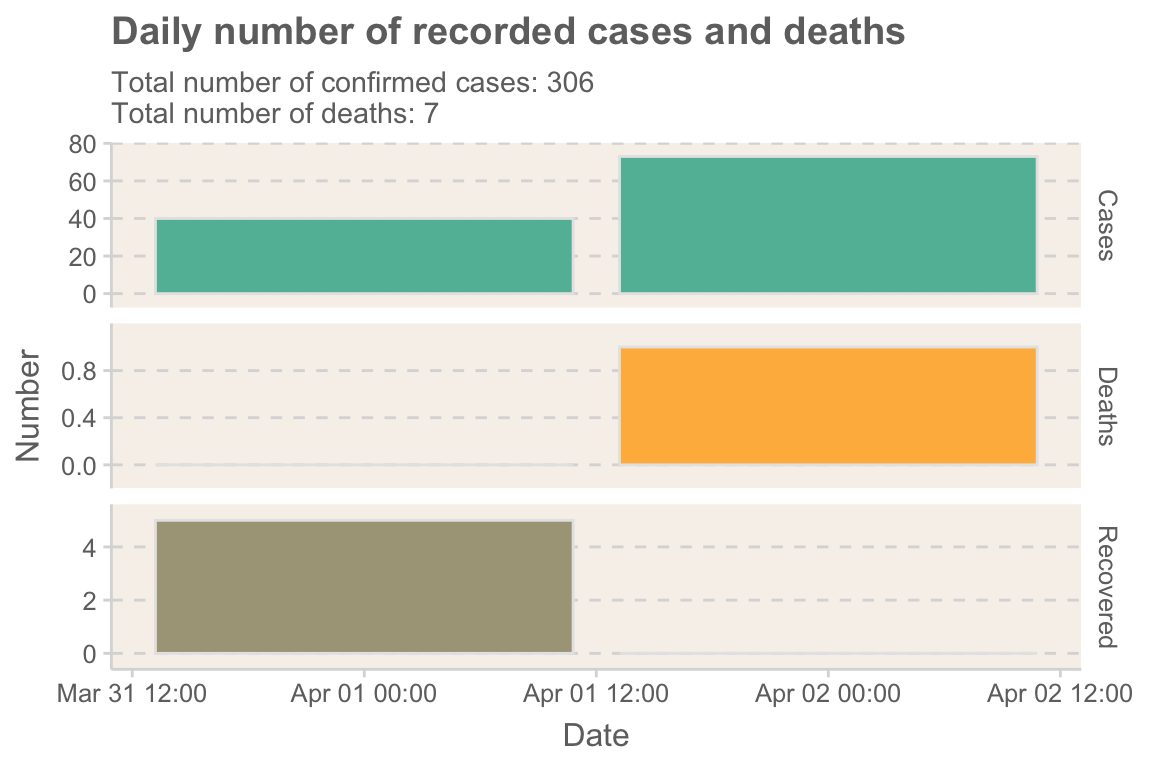 Daily number of recorded cases and deaths
Total number of confirmed cases: 306
Total number of deaths: 7
80
60
40
20
0
Cases
Number
0.8
0.4
0.0
Deaths
4
2
0
Recovered
Mar 31 12:00 Apr 01 00:00 Apr 01 12:00 Apr 02 00:00 Apr 02 12:00
Date